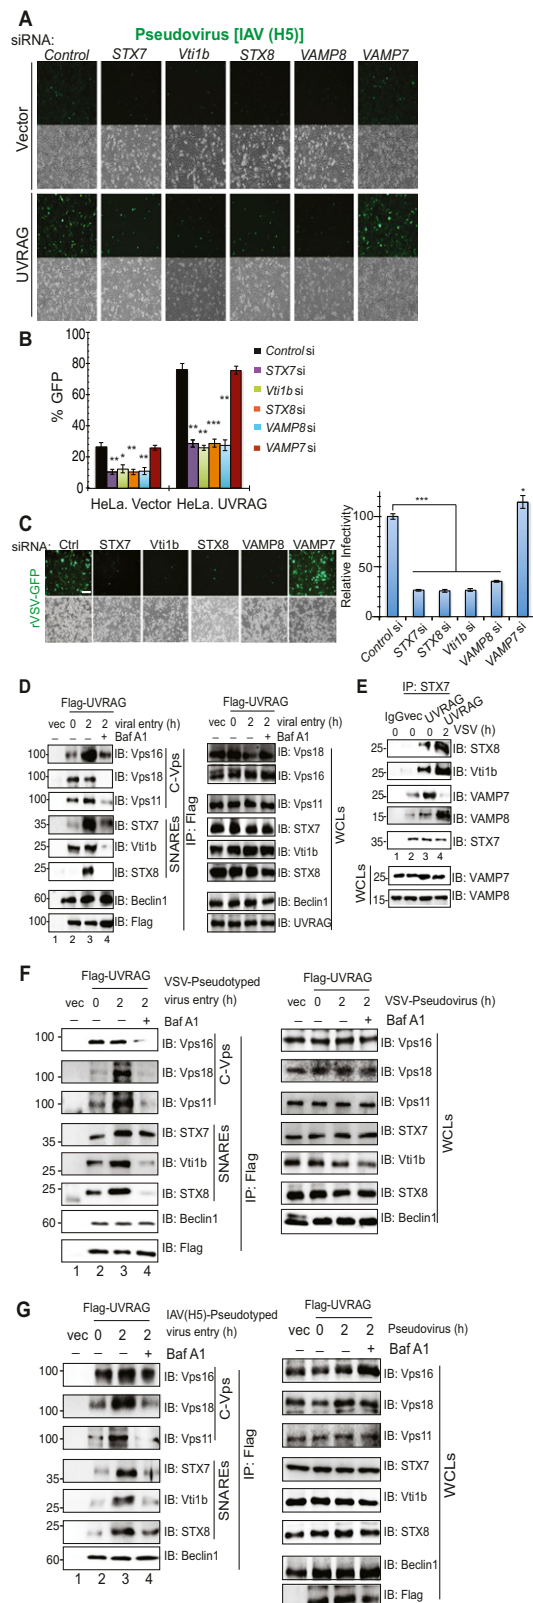 A
Pseudovirus [IAV (H5)]
siRNA:
Control STX7 Vti1b STX8 VAMP8 VAMP7
Vector
UVRAG
B
% GFP
100
80
60
40
20
0
** * ** **
** ** *** **
Control si
STX7 si
Vti1b si
STX8 si
VAMP8 si
VAMP7 si
HeLa. Vector HeLa. UVRAG
C
siRNA: Ctrl STX7 Vti1b STX8 VAMP8 VAMP7
rVSV-GFP
Relative Infectivity
100
50
0
***
*
Control si
STX7 si
STX8 si
Vti1b si
VAMP8 si
VAMP7 si
D
Flag-UVRAG
vec 0 2 2 viral entry (h)
– – – + Baf A1
100- IB: Vps16
100- IB: Vps18
100- IB: Vps11
35- IB: STX7
25- IB: Vti1b
25- IB: STX8
60- IB: Beclin1
100- IB: Flag
1 2 3 4
C-Vps
SNAREs
IP: Flag
Flag-UVRAG
vec 0 2 2 viral entry (h)
– – – + Baf A1
IB: Vps18
IB: Vps16
IB: Vps11
IB: STX7
IB: Vti1b
IB: STX8
IB: Beclin1
IB: UVRAG
WCLs
E
IP: STX7
IgG vec UVRAG UVRAG
0 0 0 2 VSV (h)
25- IB: STX8
25- IB: Vti1b
25- IB: VAMP7
15- IB: VAMP8
35- IB: STX7
1 2 3 4
WCLs
25- IB: VAMP7
15- IB: VAMP8
F
Flag-UVRAG
VSV-Pseudotyped
vec 0 2 2 virus entry (h)
– – – + Baf A1
100 - IB: Vps16
100 - IB: Vps18
100 - IB: Vps11
35 - IB: STX7
25 - IB: Vti1b
25 - IB: STX8
60 - IB: Beclin1
IB: Flag
1 2 3 4
C-Vps
SNAREs
IP: Flag
Flag-UVRAG
vec 0 2 2 VSV-Pseudovirus (h)
– – – + Baf A1
IB: Vps16
IB: Vps18
IB: Vps11
IB: STX7
IB: Vti1b
IB: STX8
IB: Beclin1
WCLs
G
Flag-UVRAG
IAV(H5)-Pseudotyped
vec 0 2 2 virus entry (h)
– – – + Baf A1
100- IB: Vps16
100- IB: Vps18
100- IB: Vps11
35- IB: STX7
25- IB: Vti1b
25- IB: STX8
60- IB: Beclin1
1 2 3 4
C-Vps
SNAREs
IP: Flag
Flag-UVRAG
vec 0 2 2 Pseudovirus (h)
– – – + Baf A1
IB: Vps16
IB: Vps18
IB: Vps11
IB: STX7
IB: Vti1b
IB: STX8
IB: Beclin1
IB: Flag
WCLs